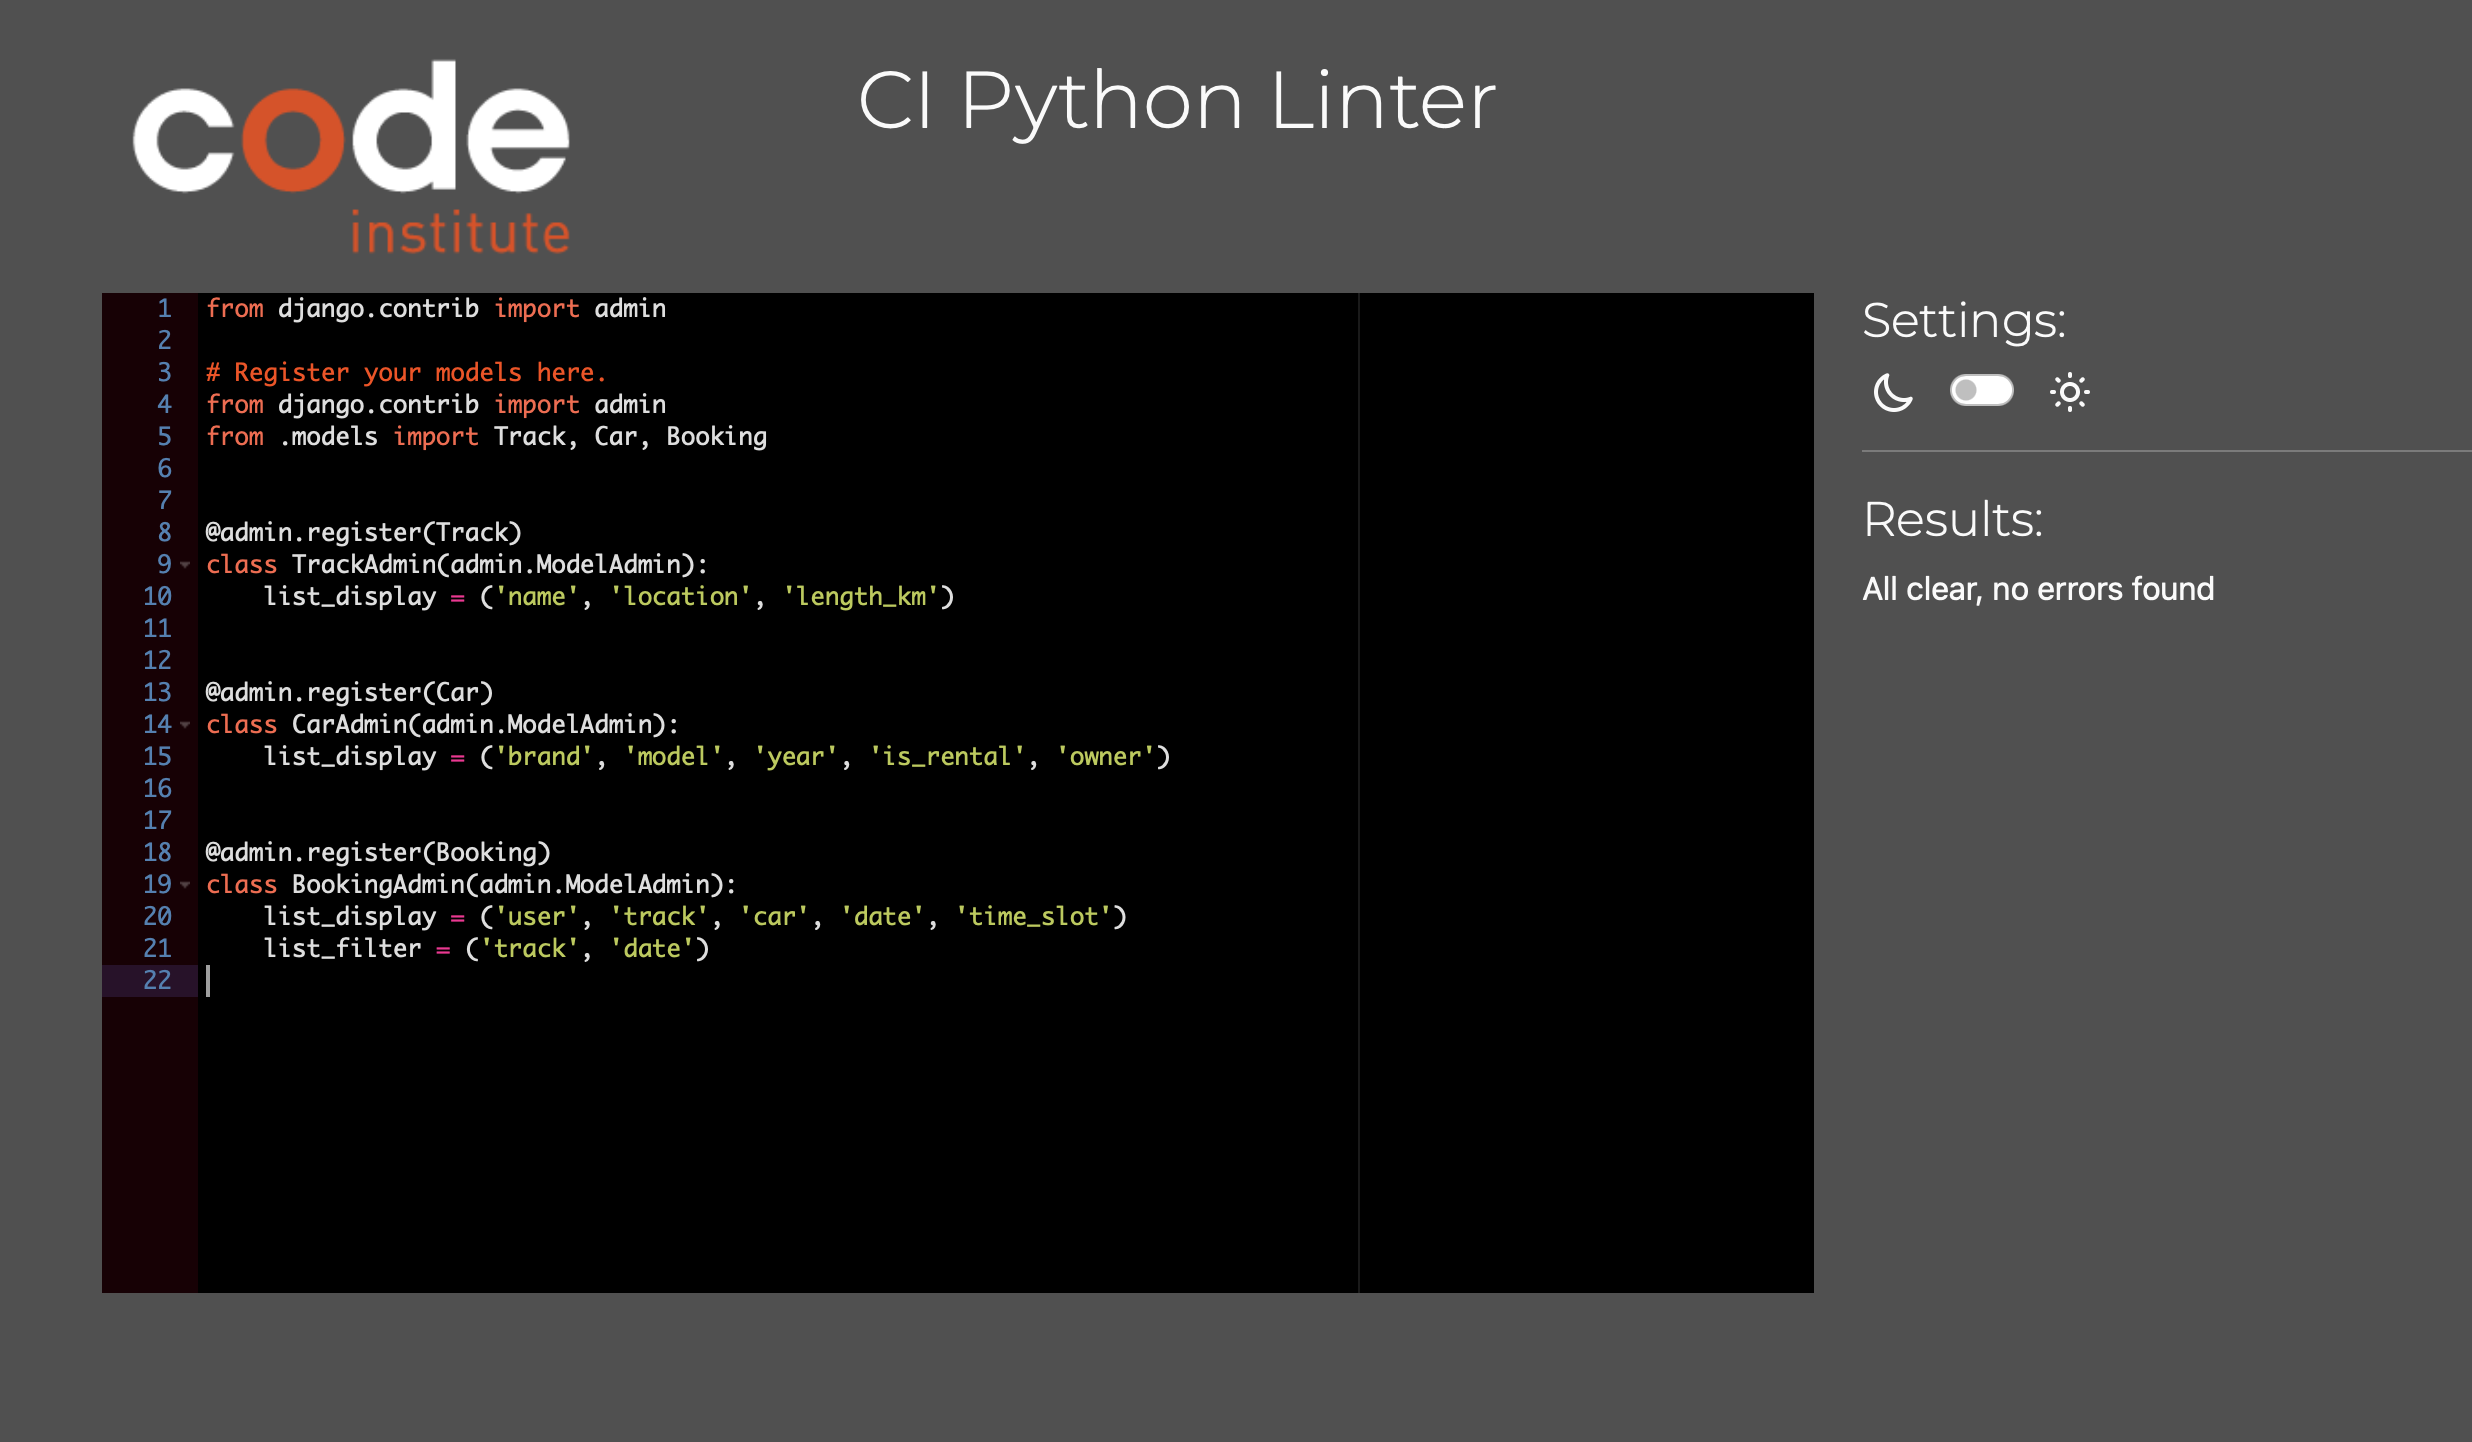 code
institute
CI Python Linter
1 from django.contrib import admin
2
3 # Register your models here.
4 from django.contrib import admin
5 from .models import Track, Car, Booking
6
7
8 @admin.register(Track)
9 class TrackAdmin(admin.ModelAdmin):
10     list_display = ('name', 'location', 'length_km')
11
12
13 @admin.register(Car)
14 class CarAdmin(admin.ModelAdmin):
15     list_display = ('brand', 'model', 'year', 'is_rental', 'owner')
16
17
18 @admin.register(Booking)
19 class BookingAdmin(admin.ModelAdmin):
20     list_display = ('user', 'track', 'car', 'date', 'time_slot')
21     list_filter = ('track', 'date')
22
Settings:
Results:
All clear, no errors found